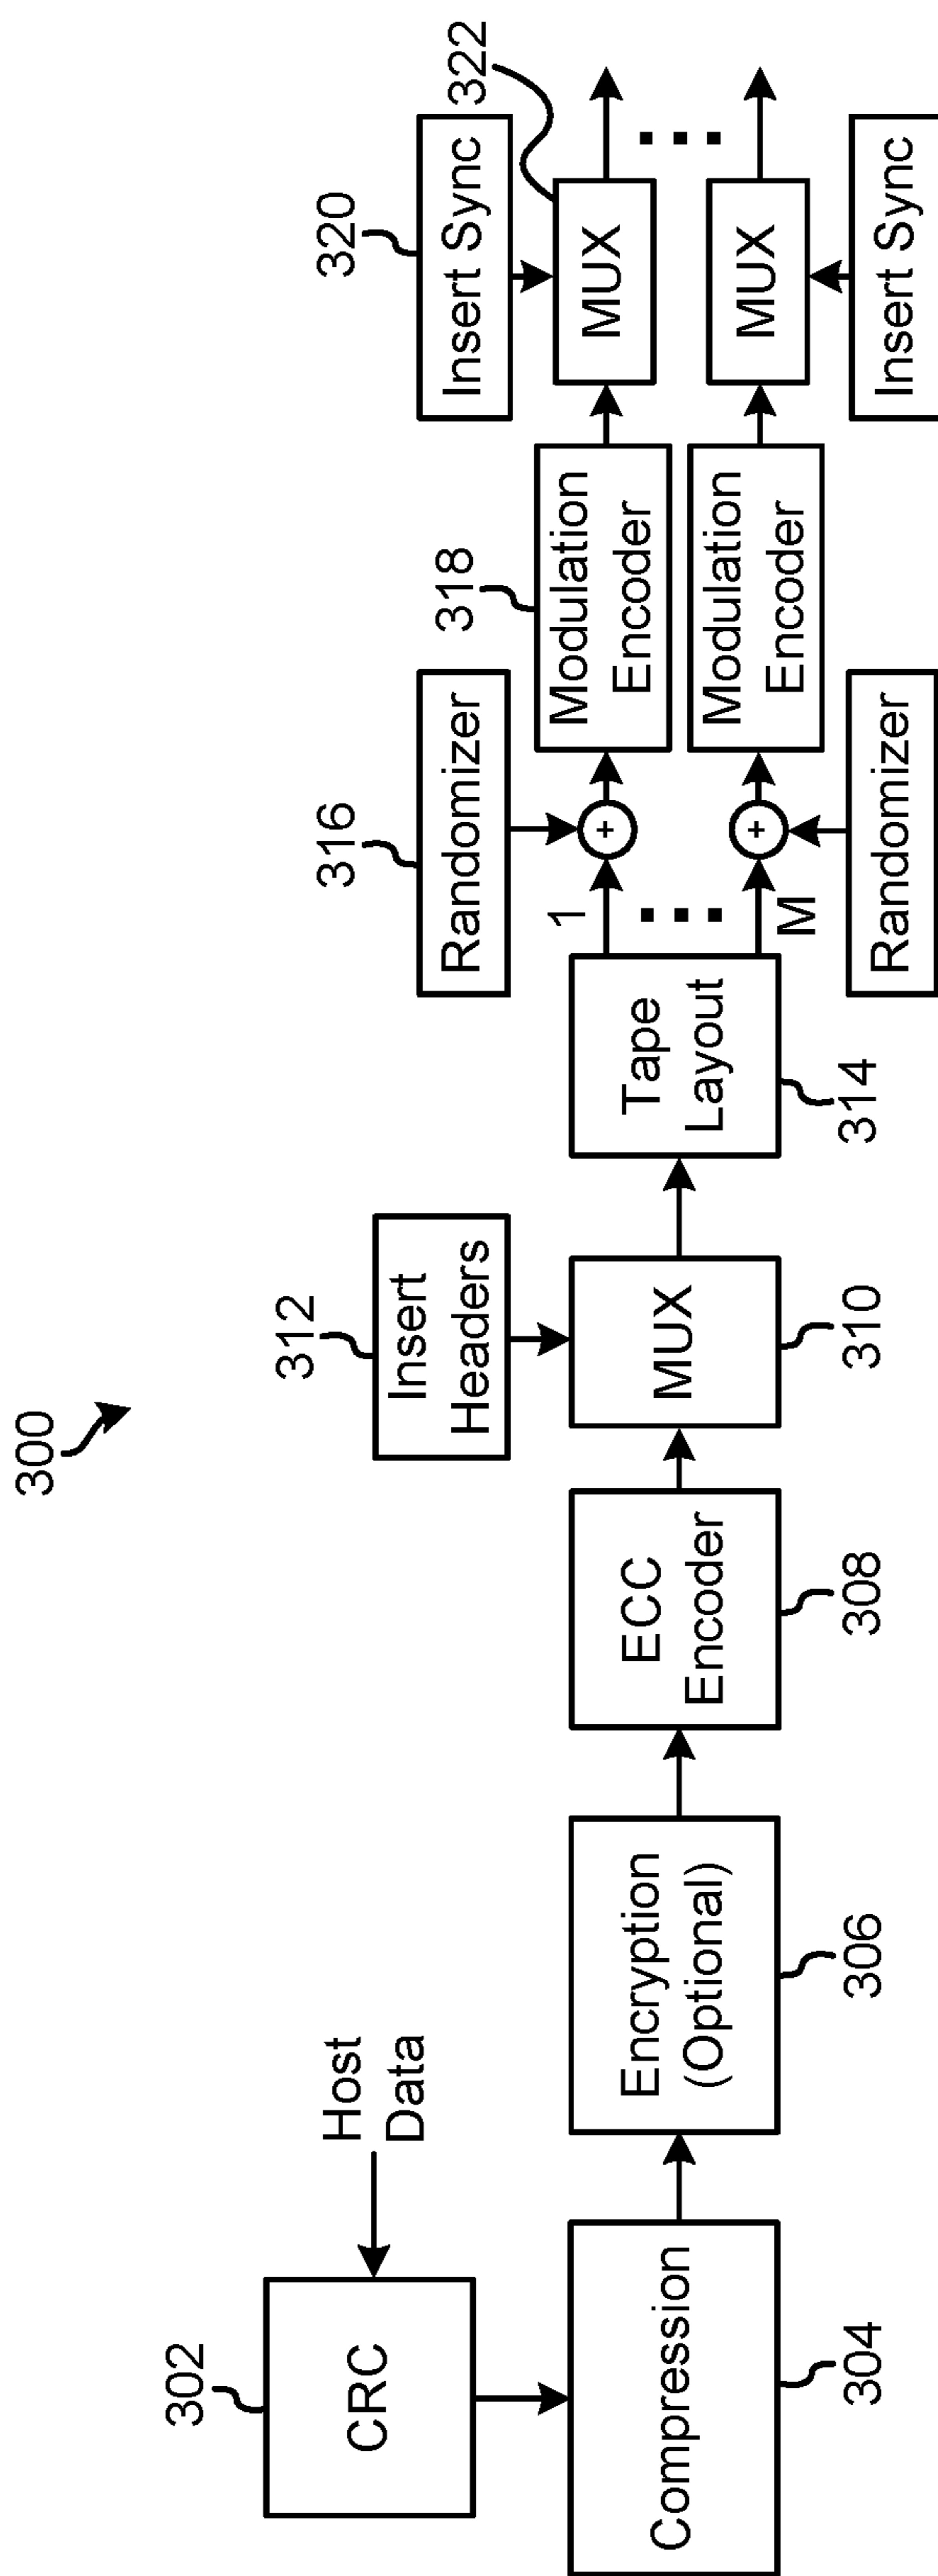 300
302
CRC
Host
Data
Compression
304
Encryption
(Optional)
306
ECC
Encoder
308
312
Insert
Headers
MUX
310
Tape
Layout
314
1
M
316
Randomizer
+
+
Randomizer
318
Modulation
Encoder
Modulation
Encoder
320
Insert Sync
322
MUX
MUX
Insert Sync